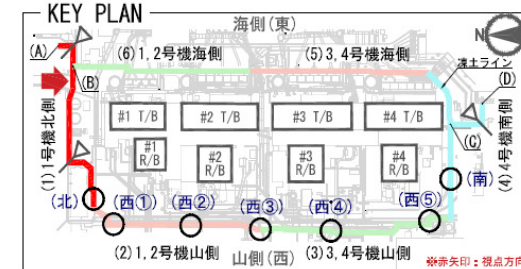 KEY PLAN
海側(東)
N
(A)
(6)1,2号機海側
(5)3,4号機海側
凍土ライン
(B)
(D)
#1 T/B
#2 T/B
#3 T/B
#4 T/B
(C)
(1)1号機北側
(4)4号機南側
#1
R/B
#2
R/B
#3
R/B
#4
R/B
(北)
(西①)
(西②)
(西③)
(西④)
(西⑤)
(南)
(2)1,2号機山側
(3)3,4号機山側
山側(西)
※赤矢印:視点方向